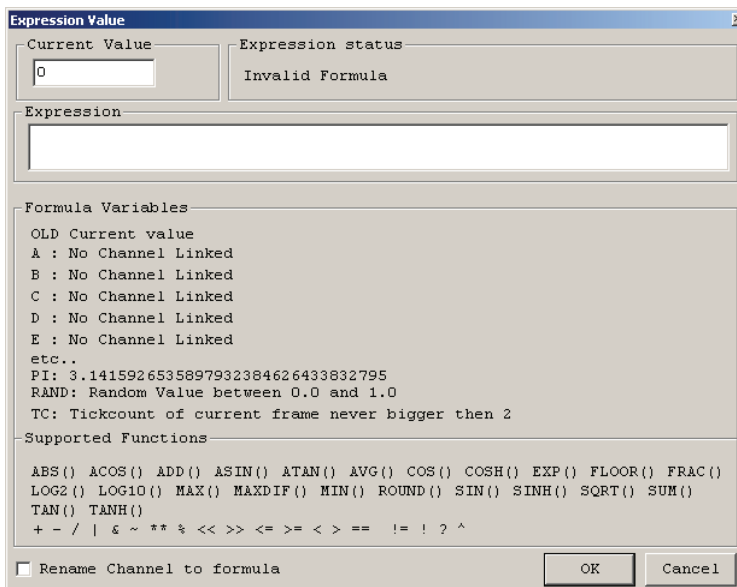 Expression Value
Current Value
0
Expression status
Invalid Formula
Expression
Formula Variables
OLD Current value
A : No Channel Linked
B : No Channel Linked
C : No Channel Linked
D : No Channel Linked
E : No Channel Linked
etc..
PI: 3.1415926535897932384626433832795
RAND: Random Value between 0.0 and 1.0
TC: Tickcount of current frame never bigger then 2
Supported Functions
ABS() ACOS() ADD() ASIN() ATAN() AVG() COS() COSH() EXP() FLOOR() FRAC()
LOG2() LOG10() MAX() MAXDIF() MIN() ROUND() SIN() SINH() SQRT() SUM()
TAN() TANH()
+ - / | & ~ ** % << >> <= >= < > == != ! ? ^
Rename Channel to formula
OK
Cancel